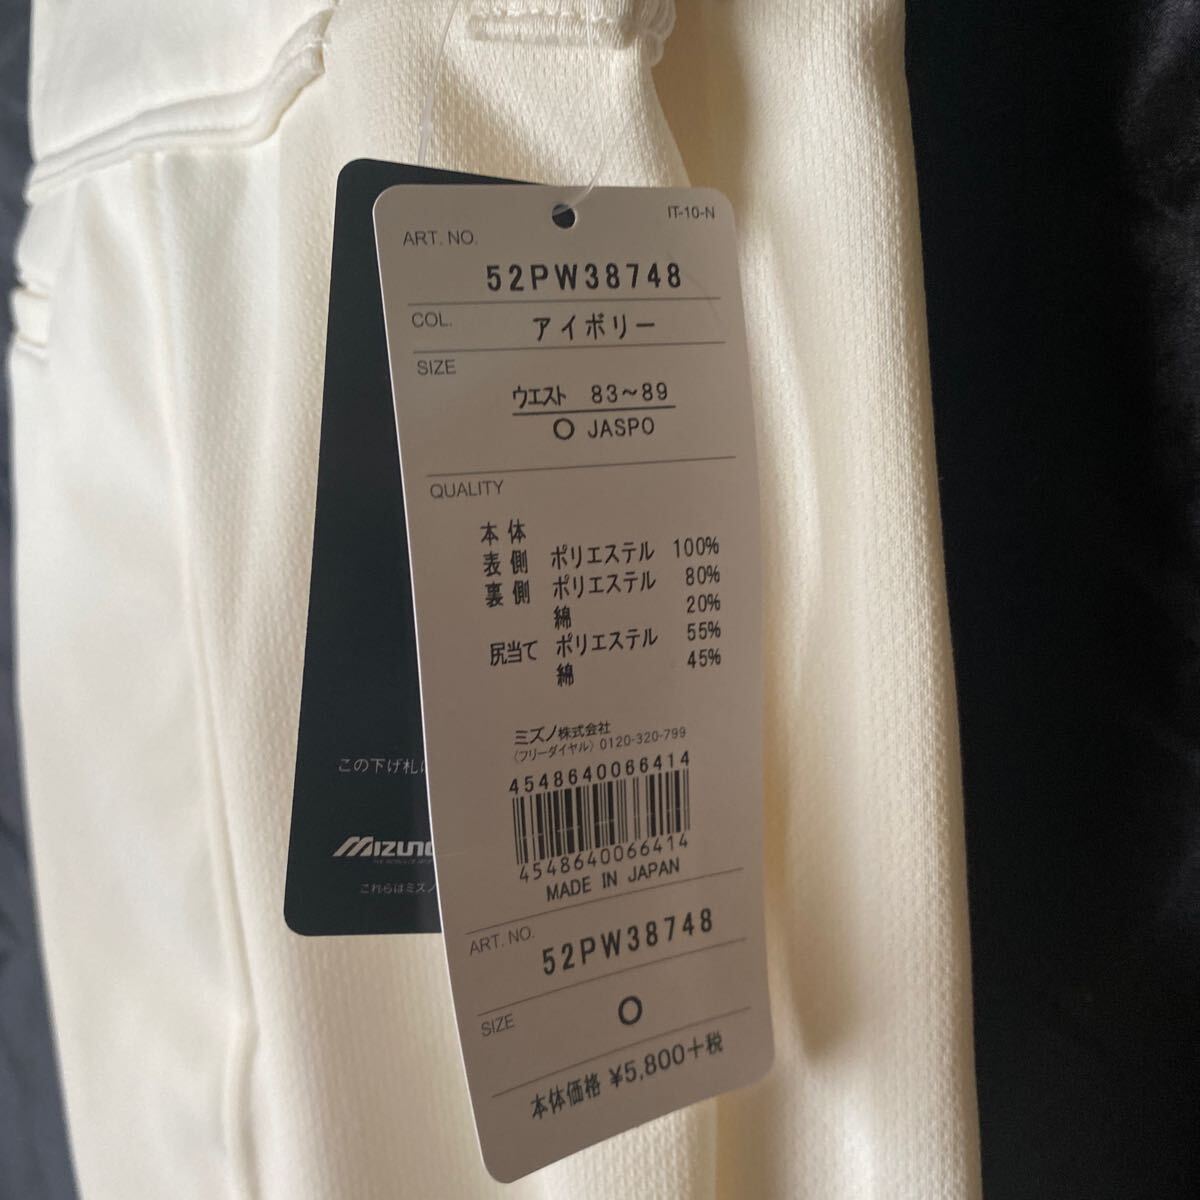 IT-10-N
ART. NO.
52PW38748
COL.
アイボリー
SIZE
ウエスト 83～89
O JASPO
QUALITY
本体
表側 ポリエステル 100%
裏側 ポリエステル 80%
綿 20%
尻当て ポリエステル 55%
綿 45%
ミズノ株式会社
(フリーダイヤル) 0120-320-799
4548640066414
4548640066414
MADE IN JAPAN
ART. NO.
52PW38748
SIZE
O
本体価格 ¥5,800+税
この下げ札
MIZUNO
これらはミズノ